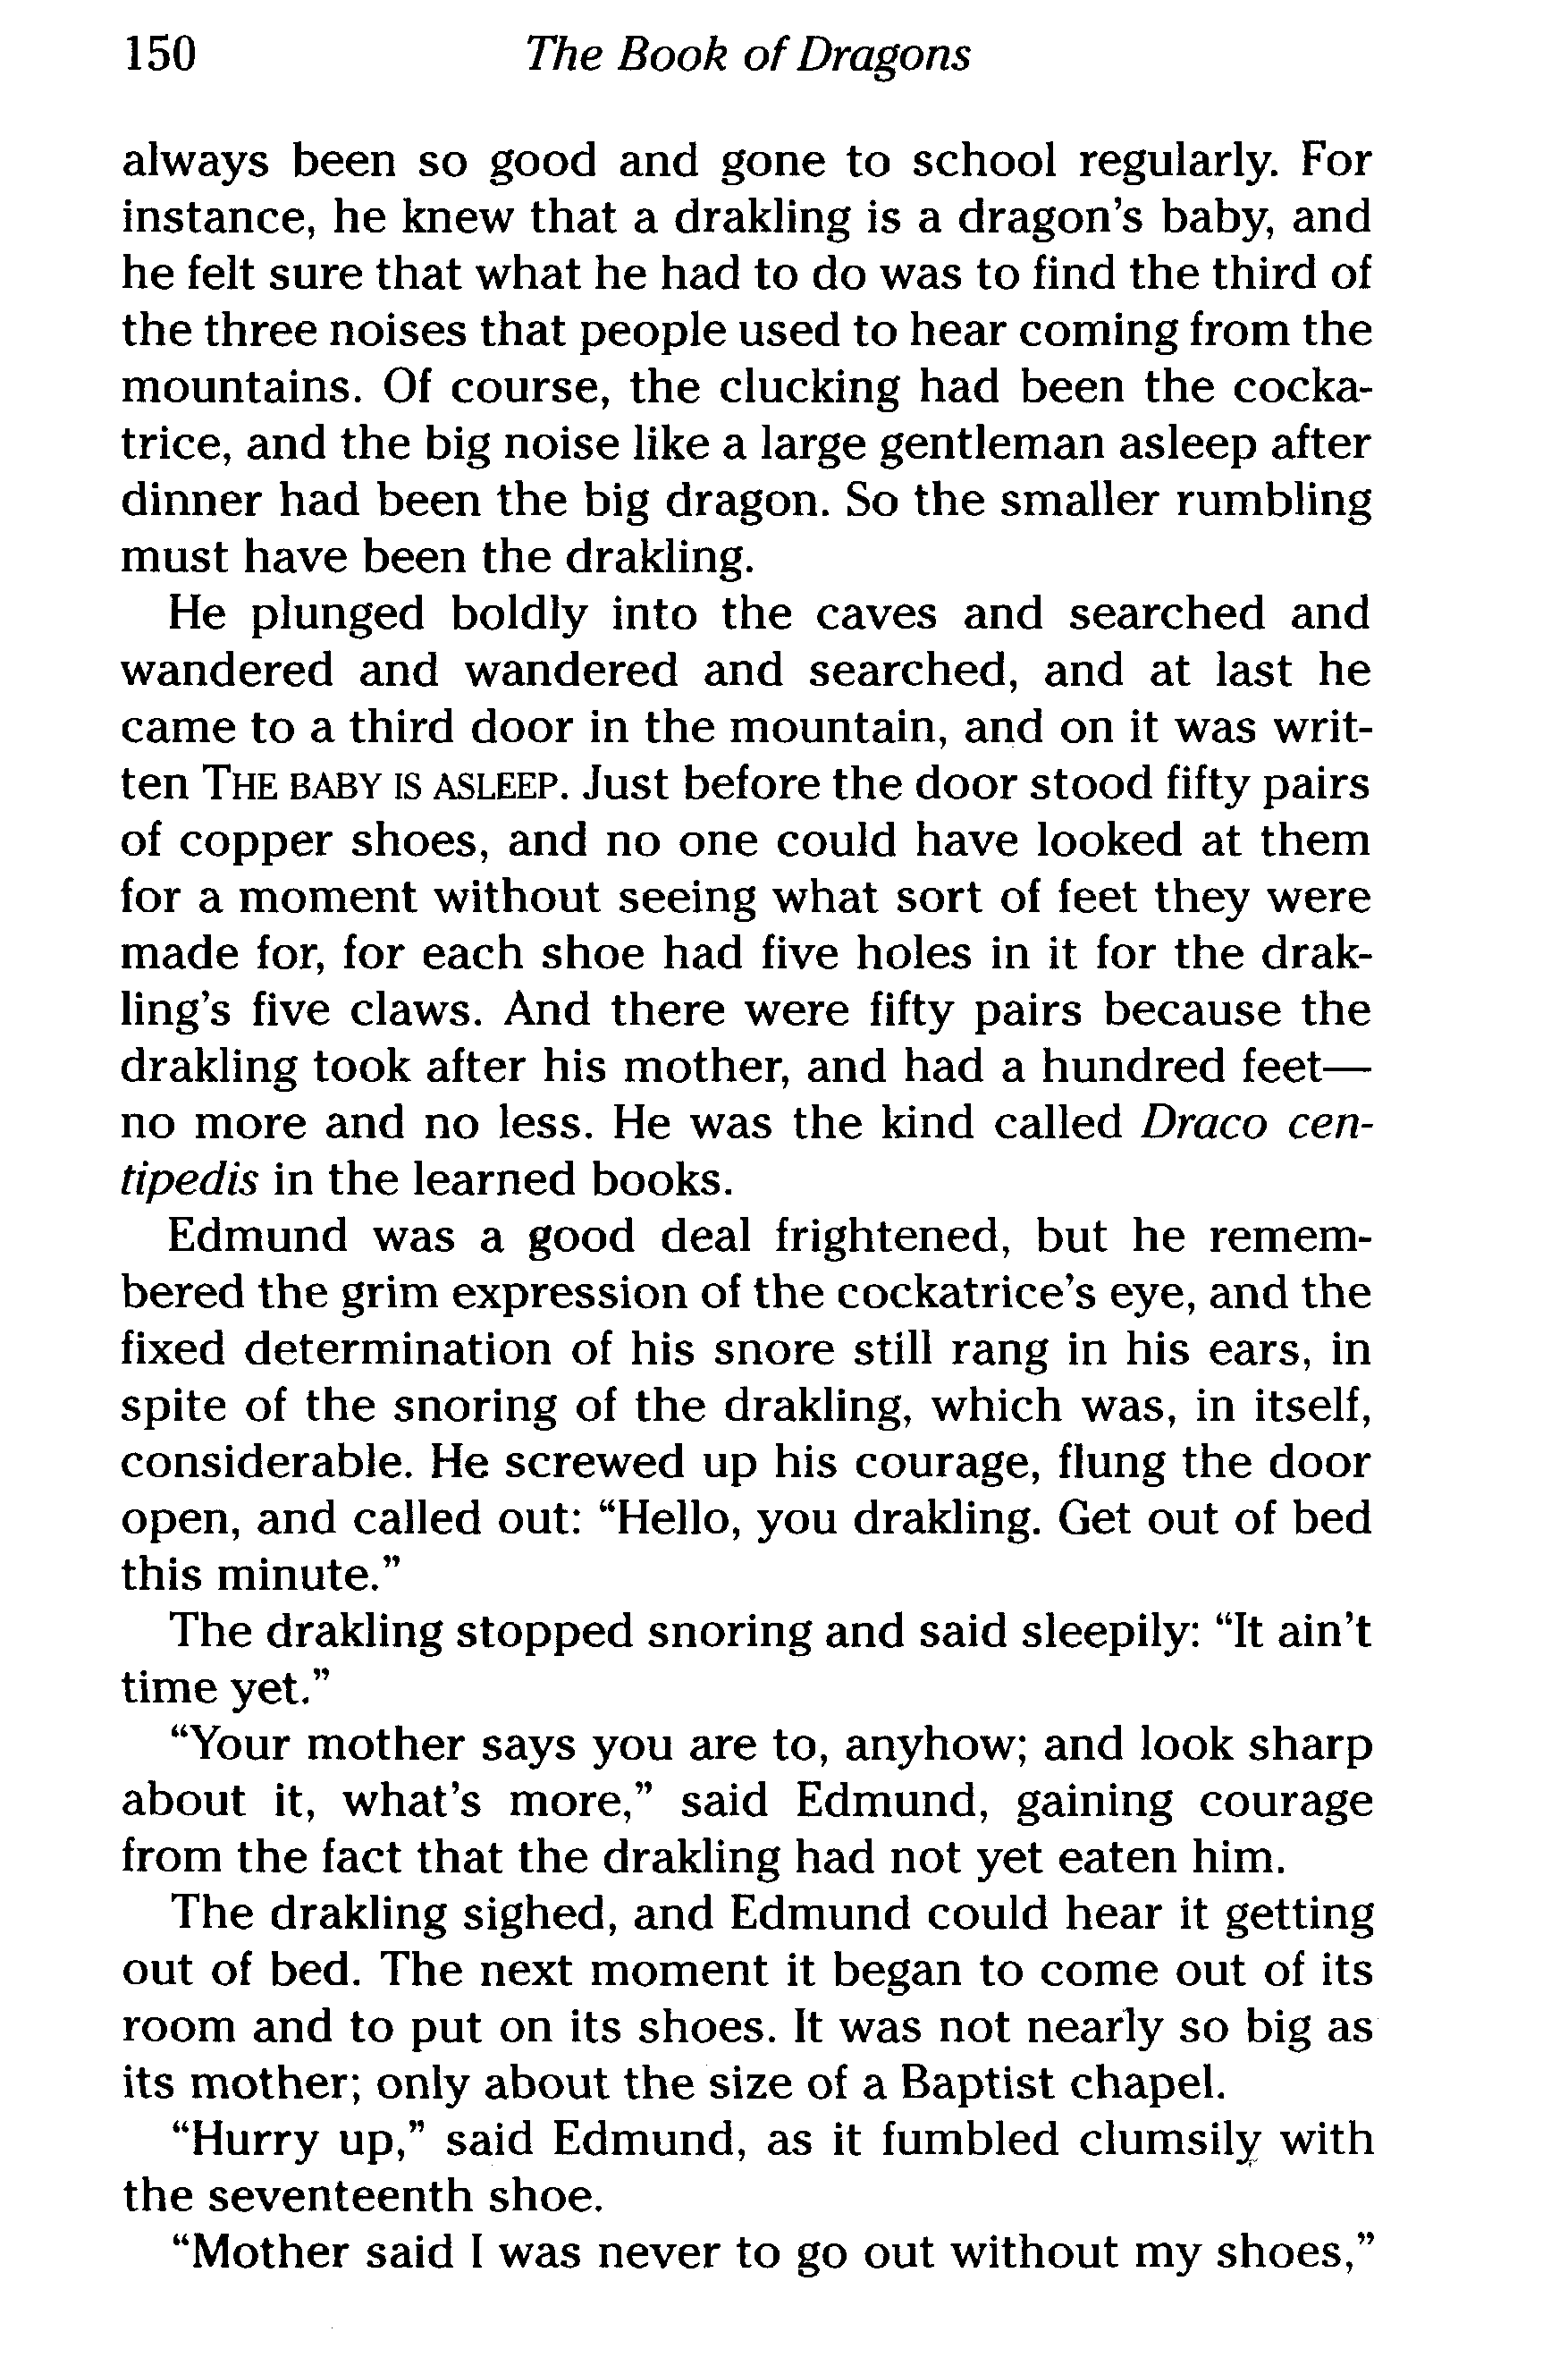 150 The Book of Dragons
always been so good and gone to school regularly. For
instance, he knew that a drakling is a dragon's baby, and
he felt sure that what he had to do was to find the third of
the three noises that people used to hear coming from the
mountains. Of course, the clucking had been the cocka-
trice, and the big noise like a large gentleman asleep after
dinner had been the big dragon. So the smaller rumbling
must have been the drakling.
He plunged boldly into the caves and searched and
wandered and wandered and searched, and at last he
came to a third door in the mountain, and on it was writ-
ten THE BABY IS ASLEEP. Just before the door stood fifty pairs
of copper shoes, and no one could have looked at them
for a moment without seeing what sort of feet they were
made for, for each shoe had five holes in it for the drak-
ling's five claws. And there were fifty pairs because the
drakling took after his mother, and had a hundred feet—
no more and no less. He was the kind called Draco cen-
tipedis in the learned books.
Edmund was a good deal frightened, but he remem-
bered the grim expression of the cockatrice's eye, and the
fixed determination of his snore still rang in his ears, in
spite of the snoring of the drakling, which was, in itself,
considerable. He screwed up his courage, flung the door
open, and called out: “Hello, you drakling. Get out of bed
this minute.”
The drakling stopped snoring and said sleepily: “It ain't
time yet.”
“Your mother says you are to, anyhow; and look sharp
about it, what's more,” said Edmund, gaining courage
from the fact that the drakling had not yet eaten him.
The drakling sighed, and Edmund could hear it getting
out of bed. The next moment it began to come out of its
room and to put on its shoes. It was not nearly so big as
its mother; only about the size of a Baptist chapel.
“Hurry up,” said Edmund, as it fumbled clumsily with
the seventeenth shoe.
“Mother said I was never to go out without my shoes,”